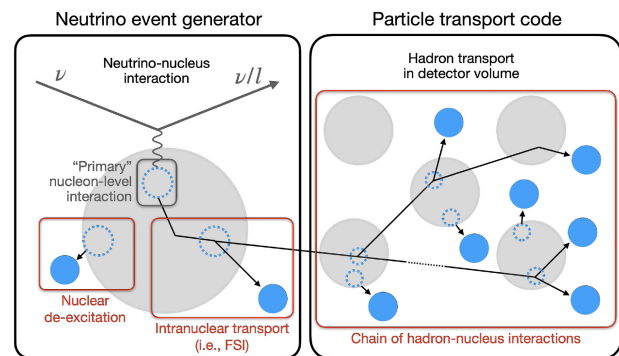 Neutrino event generator
Neutrino-nucleus
interaction
ν
ν/l
“Primary”
nucleon-level
interaction
Nuclear
de-excitation
Intranuclear transport
(i.e., FSI)
Particle transport code
Hadron transport
in detector volume
Chain of hadron-nucleus interactions